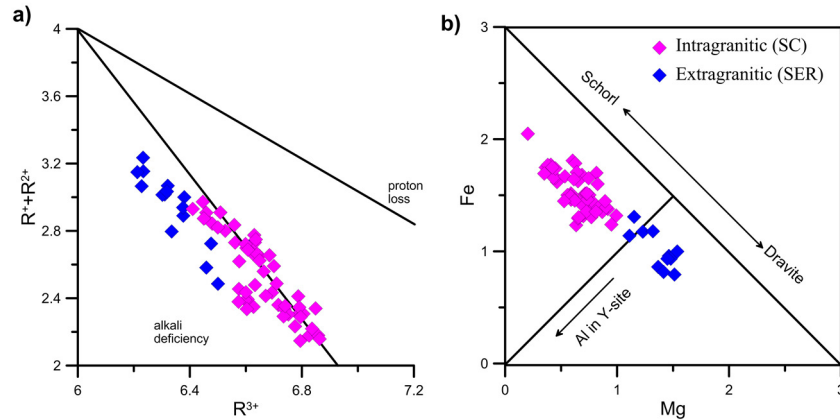 a)
4
3.6
3.2
2.8
2.4
2
R⁺+R²⁺
6
6.4
6.8
7.2
R³⁺
proton
loss
alkali
deficiency
b)
3
2
1
0
Fe
0
1
2
3
Mg
Intragranitic (SC)
Extragranitic (SER)
Schorl
Dravite
Al in Y-site